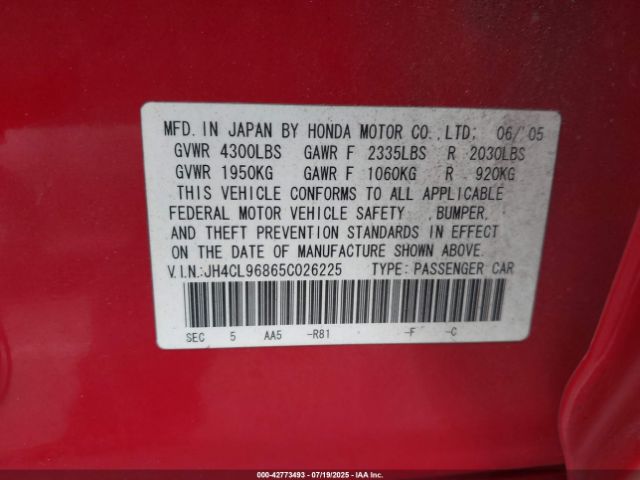 MFD. IN JAPAN BY HONDA MOTOR CO., LTD; 06/'05
GVWR 4300LBS GAWR F 2335LBS R 2030LBS
GVWR 1950KG GAWR F 1060KG R 920KG
THIS VEHICLE CONFORMS TO ALL APPLICABLE
FEDERAL MOTOR VEHICLE SAFETY ,BUMPER,
AND THEFT PREVENTION STANDARDS IN EFFECT
ON THE DATE OF MANUFACTURE SHOWN ABOVE.
V.I.N.:JH4CL96865C026225 TYPE: PASSENGER CAR
SEC 5 AA5 -R81 -F -C
000-42773493 - 07/19/2025 - IAAI.COM